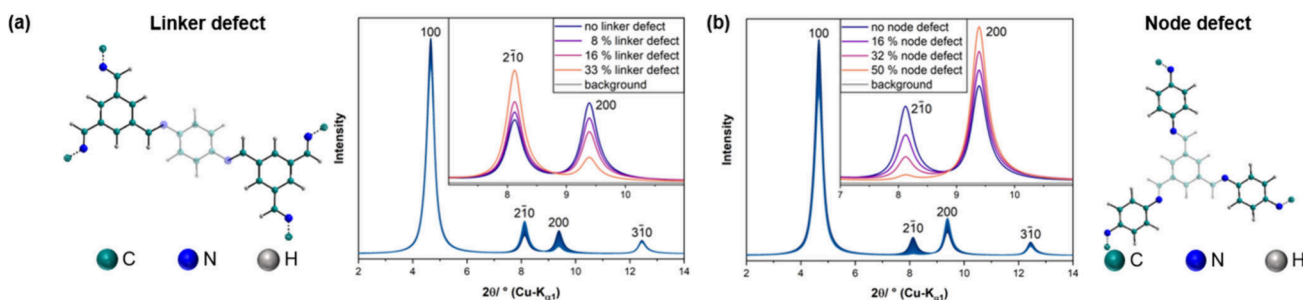 (a)
Linker defect
C
N
H
Intensity
100
21̄0
200
31̄0
no linker defect
8 % linker defect
16 % linker defect
33 % linker defect
background
21̄0
200
8
9
10
2
4
6
8
10
12
14
2θ/ ° (Cu-Kα1)
(b)
Intensity
100
21̄0
200
31̄0
no node defect
16 % node defect
32 % node defect
50 % node defect
background
21̄0
200
7
8
9
10
2
4
6
8
10
12
14
2θ/ ° (Cu-Kα1)
Node defect
C
N
H